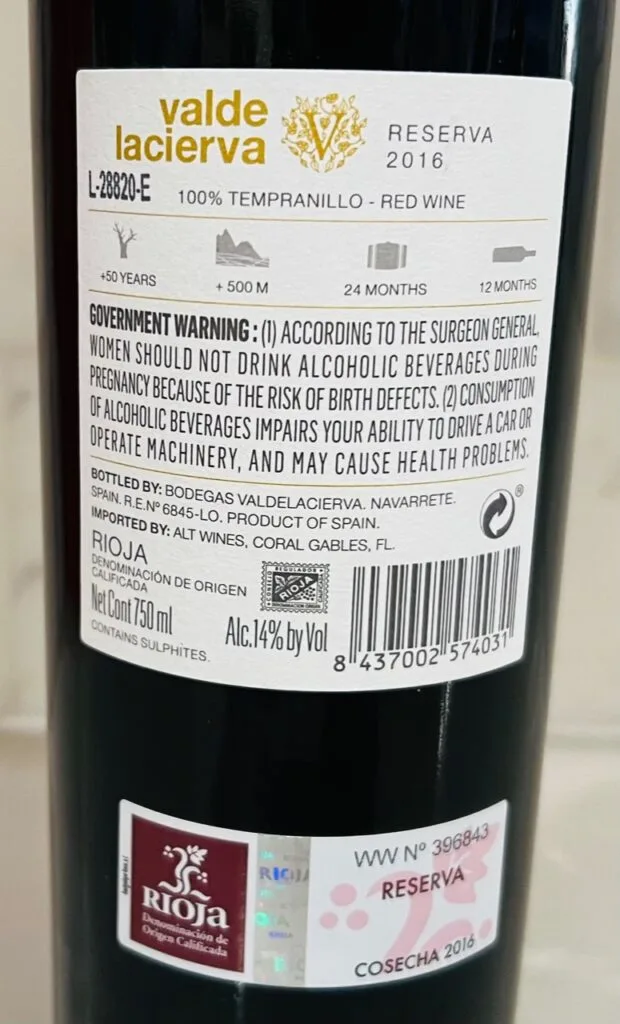 valde
lacierva
V
RESERVA
2016
L-28820-E
100% TEMPRANILLO - RED WINE
+50 YEARS
+ 500 M
24 MONTHS
12 MONTHS
GOVERNMENT WARNING : (1) ACCORDING TO THE SURGEON GENERAL,
WOMEN SHOULD NOT DRINK ALCOHOLIC BEVERAGES DURING
PREGNANCY BECAUSE OF THE RISK OF BIRTH DEFECTS. (2) CONSUMPTION
OF ALCOHOLIC BEVERAGES IMPAIRS YOUR ABILITY TO DRIVE A CAR OR
OPERATE MACHINERY, AND MAY CAUSE HEALTH PROBLEMS.
BOTTLED BY: BODEGAS VALDELACIERVA. NAVARRETE.
SPAIN. R.E.Nº 6845-LO. PRODUCT OF SPAIN.
IMPORTED BY: ALT WINES, CORAL GABLES, FL.
®
RIOJA
DENOMINACIÓN DE ORIGEN
CALIFICADA
RIOJA
Net Cont 750 ml
Alc.14% by Vol
CONTAINS SULPHITES.
8 437002 574031
RIOJA
Denominación de
Origen Calificada
RIOJA
WW Nº 396843
RESERVA
COSECHA 2016